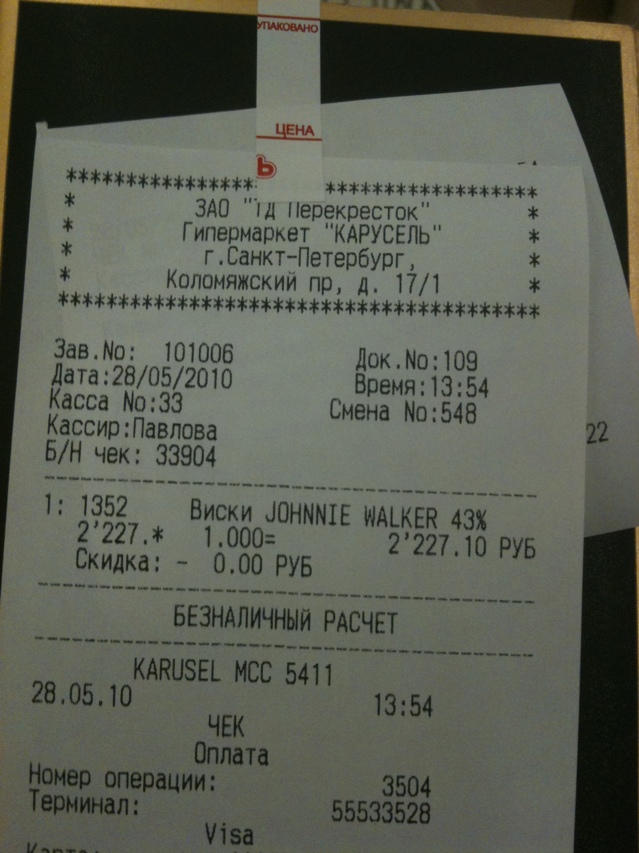 УПАКОВАНО
ЦЕНА
Ъ
****************************************
* ЗАО "ТД Перекресток" *
* Гипермаркет "КАРУСЕЛЬ" *
* г.Санкт-Петербург, *
* Коломяжский пр, д. 17/1 *
****************************************
Зав.No: 101006 Док.No:109
Дата:28/05/2010 Время:13:54
Касса No:33 Смена No:548
Кассир:Павлова
22
Б/Н чек: 33904
1: 1352 Виски JOHNNIE WALKER 43%
2'227.* 1.000= 2'227.10 РУБ
Скидка: - 0.00 РУБ
БЕЗНАЛИЧНЫЙ РАСЧЕТ
KARUSEL MCC 5411
28.05.10 13:54
ЧЕК
Оплата
Номер операции: 3504
Терминал: 55533528
Visa